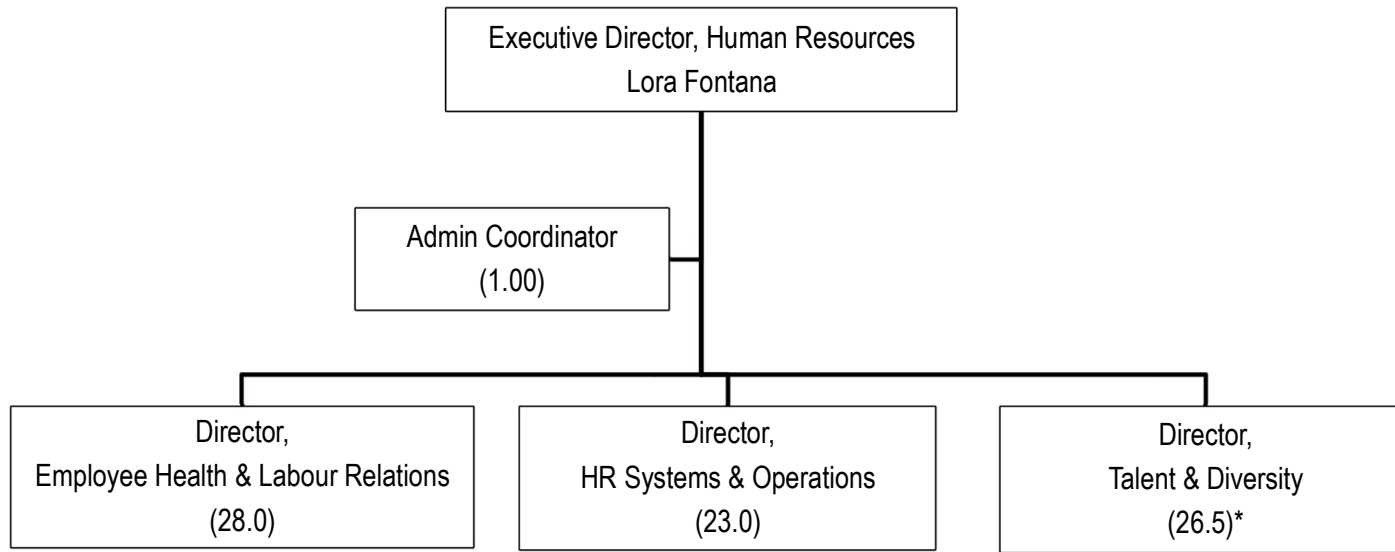 Executive Director, Human Resources
Lora Fontana
Admin Coordinator
(1.00)
Director,
Employee Health & Labour Relations
(28.0)
Director,
HR Systems & Operations
(23.0)
Director,
Talent & Diversity
(26.5)*